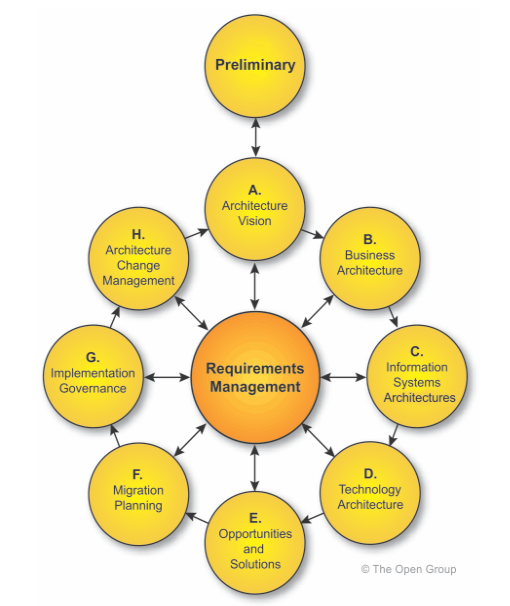 Preliminary
A.
Architecture
Vision
B.
Business
Architecture
C.
Information
Systems
Architectures
D.
Technology
Architecture
E.
Opportunities
and
Solutions
F.
Migration
Planning
G.
Implementation
Governance
H.
Architecture
Change
Management
Requirements
Management
© The Open Group